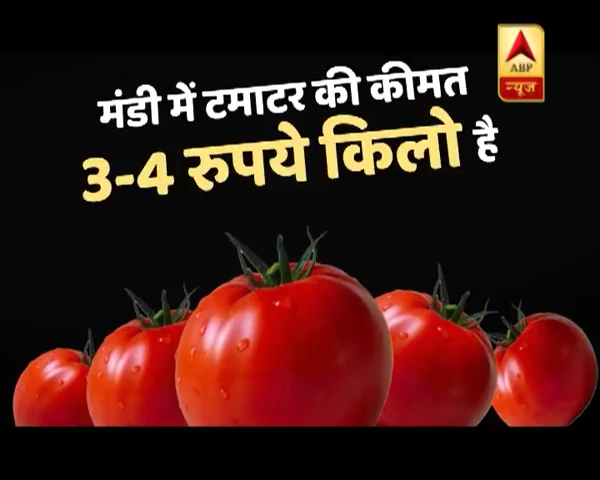 मंडी में टमाटर की कीमत
3-4 रुपये किलो है
ABP
न्यूज़